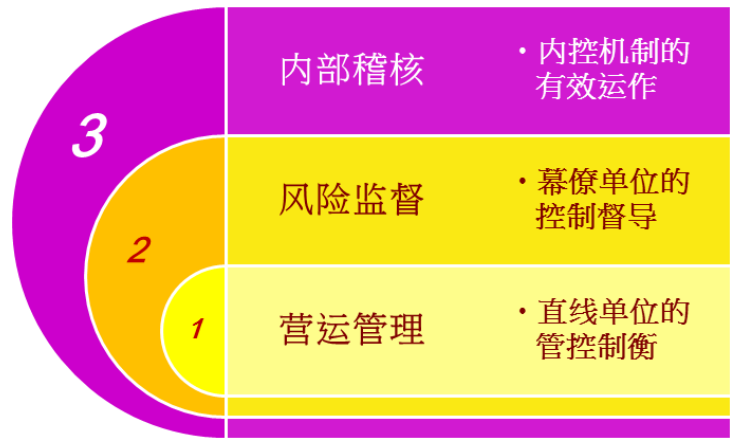 3
内部稽核
・内控机制的
有效运作
2
风险监督
・幕僚单位的
控制督导
1
营运管理
・直线单位的
管控制衡